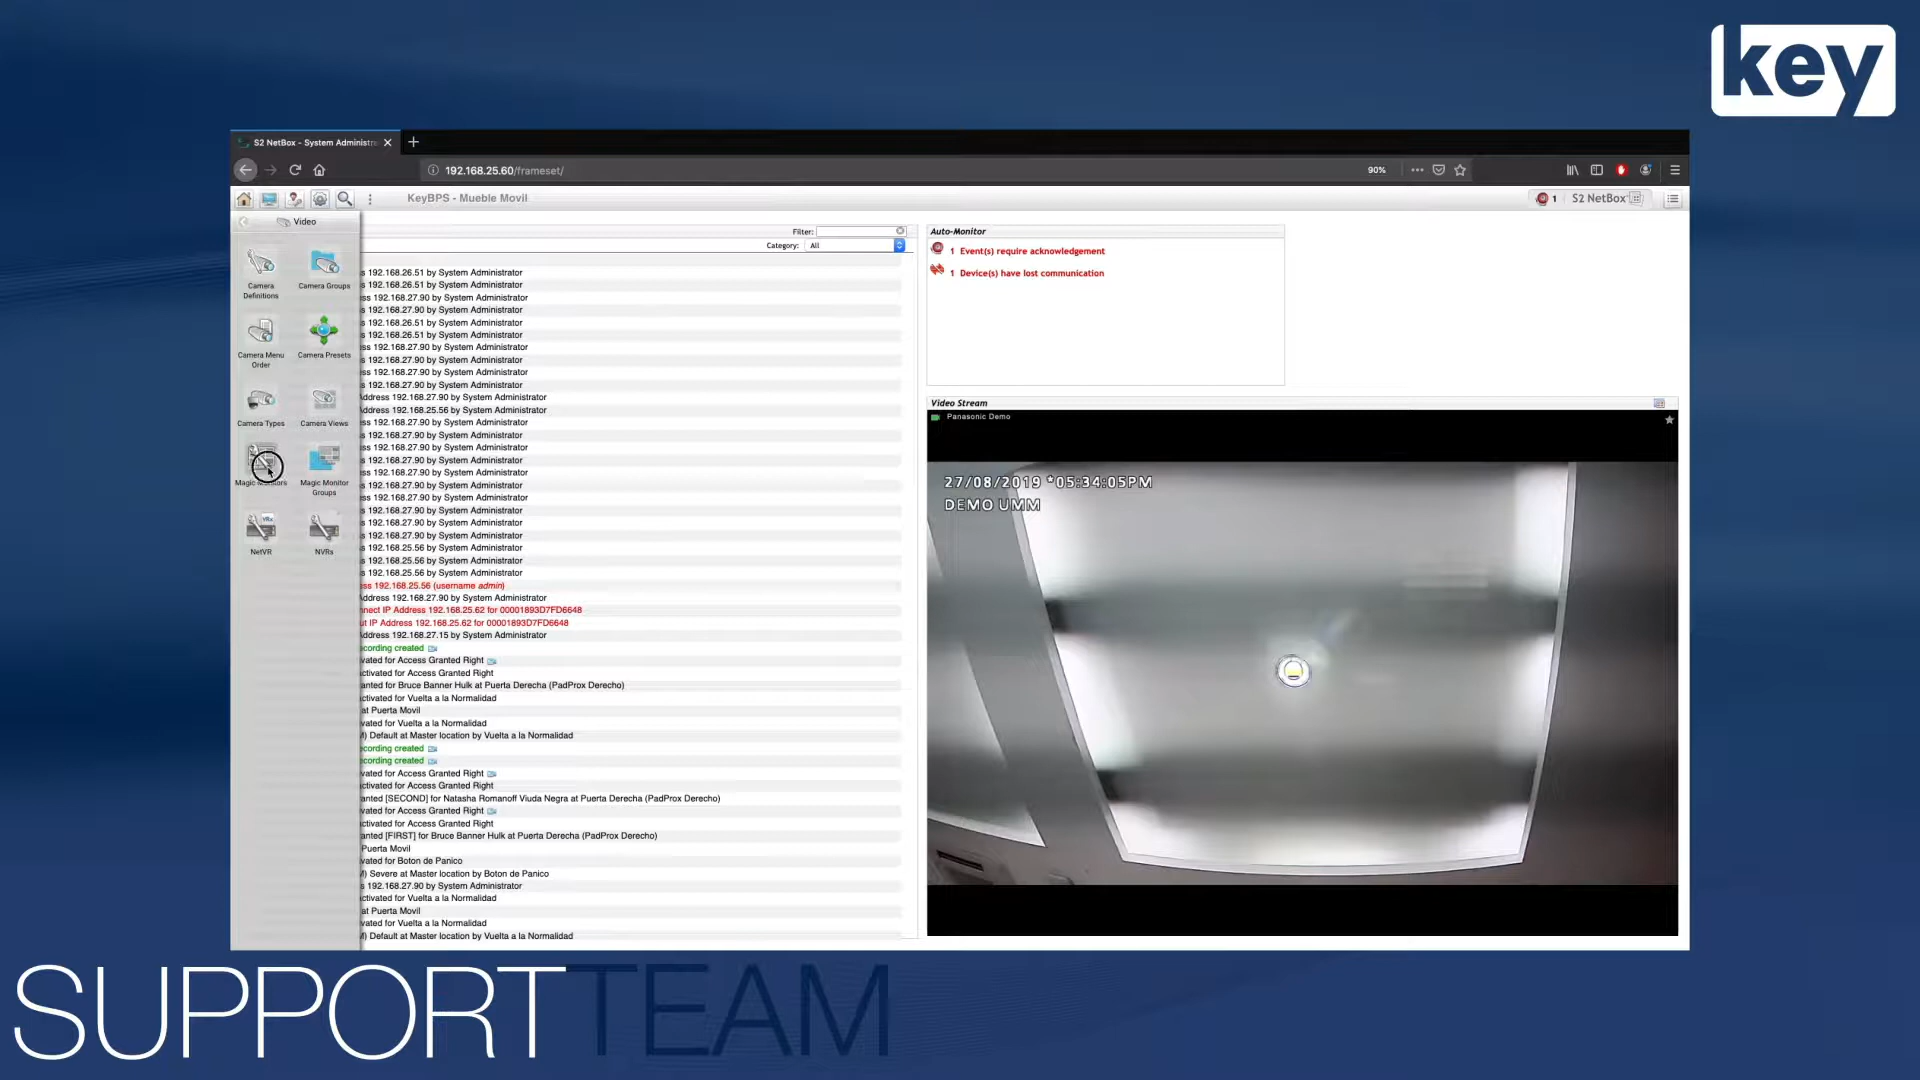 key
S2 NetBox - System Administr
192.168.25.60/frameset/
90%
KeyBPS - Mueble Movil
1
S2 NetBox
Video
Camera Definitions
Camera Groups
Camera Menu Order
Camera Presets
Camera Types
Camera Views
Magic
Magic Monitor Groups
NetVR
NVRs
VRx
Filter:
Category: All
s 192.168.26.51 by System Administrator
s 192.168.26.51 by System Administrator
ss 192.168.27.90 by System Administrator
s 192.168.27.90 by System Administrator
s 192.168.26.51 by System Administrator
s 192.168.26.51 by System Administrator
ss 192.168.27.90 by System Administrator
s 192.168.27.90 by System Administrator
ss 192.168.27.90 by System Administrator
s 192.168.27.90 by System Administrator
Address 192.168.27.90 by System Administrator
Address 192.168.25.56 by System Administrator
ss 192.168.27.90 by System Administrator
s 192.168.27.90 by System Administrator
ss 192.168.27.90 by System Administrator
s 192.168.27.90 by System Administrator
ss 192.168.27.90 by System Administrator
s 192.168.27.90 by System Administrator
ss 192.168.27.90 by System Administrator
s 192.168.27.90 by System Administrator
s 192.168.27.90 by System Administrator
s 192.168.27.90 by System Administrator
s 192.168.25.56 by System Administrator
s 192.168.25.56 by System Administrator
s 192.168.25.56 by System Administrator
ss 192.168.25.56 (username admin)
Address 192.168.27.90 by System Administrator
nnect IP Address 192.168.25.62 for 00001893D7FD6648
ut IP Address 192.168.25.62 for 00001893D7FD6648
Address 192.168.27.15 by System Administrator
cording created
vated for Access Granted Right
ctivated for Access Granted Right
anted for Bruce Banner Hulk at Puerta Derecha (PadProx Derecho)
ctivated for Vuelta a la Normalidad
at Puerta Movil
vated for Vuelta a la Normalidad
M) Default at Master location by Vuelta a la Normalidad
cording created
cording created
vated for Access Granted Right
ctivated for Access Granted Right
anted [SECOND] for Natasha Romanoff Viuda Negra at Puerta Derecha (PadProx Derecho)
vated for Access Granted Right
ctivated for Access Granted Right
anted [FIRST] for Bruce Banner Hulk at Puerta Derecha (PadProx Derecho)
Puerta Movil
vated for Boton de Panico
M) Severe at Master location by Boton de Panico
s 192.168.27.90 by System Administrator
ctivated for Vuelta a la Normalidad
at Puerta Movil
vated for Vuelta a la Normalidad
M) Default at Master location by Vuelta a la Normalidad
Auto-Monitor
1 Event(s) require acknowledgement
1 Device(s) have lost communication
Video Stream
Panasonic Demo
27/08/2019 *05:34:05PM
DEMO UMM
SUPPORTTEAM